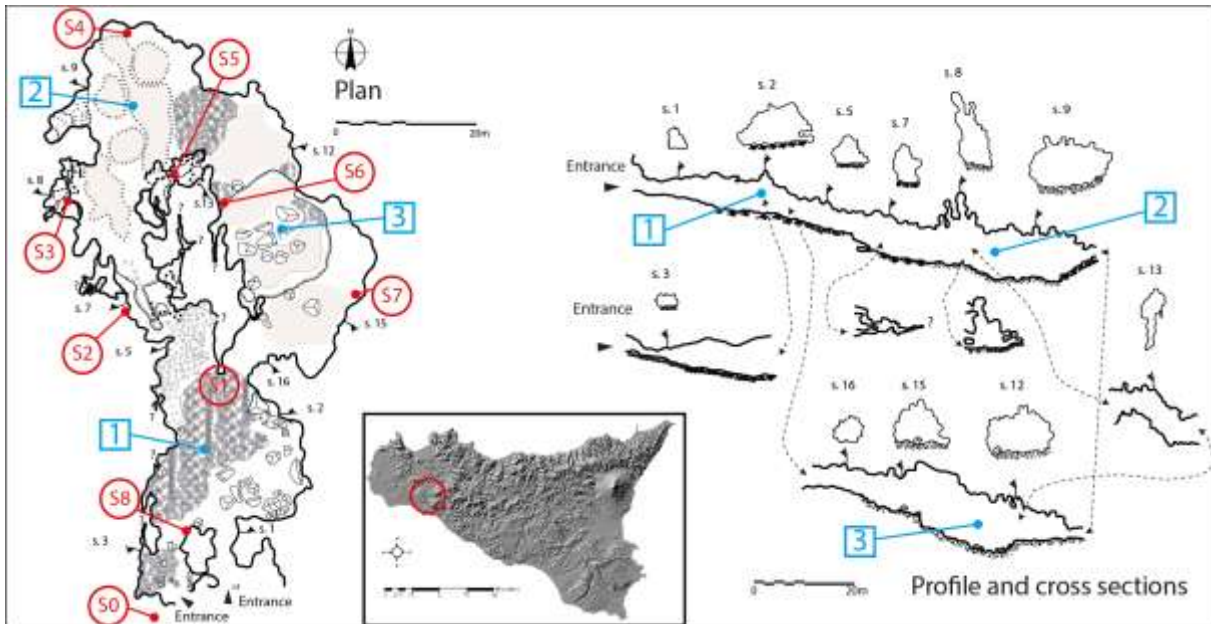 S4
S5
s. 9
N
Plan
2
0 20m
s. 12
s. 8
S6
s.13
3
S3
?
S7
s. 7
?
s. 15
S2
s. 5
S1
s. 16
?
s. 2
1
?
S8
?
s. 1
s. 3
Entrance
S0
Entrance
s. 8
s. 2
s. 9
s. 1
s. 5
s. 7
Entrance
1
2
s. 3
s. 13
Entrance
?
s. 16
s. 15
s. 12
3
0 20m
Profile and cross sections